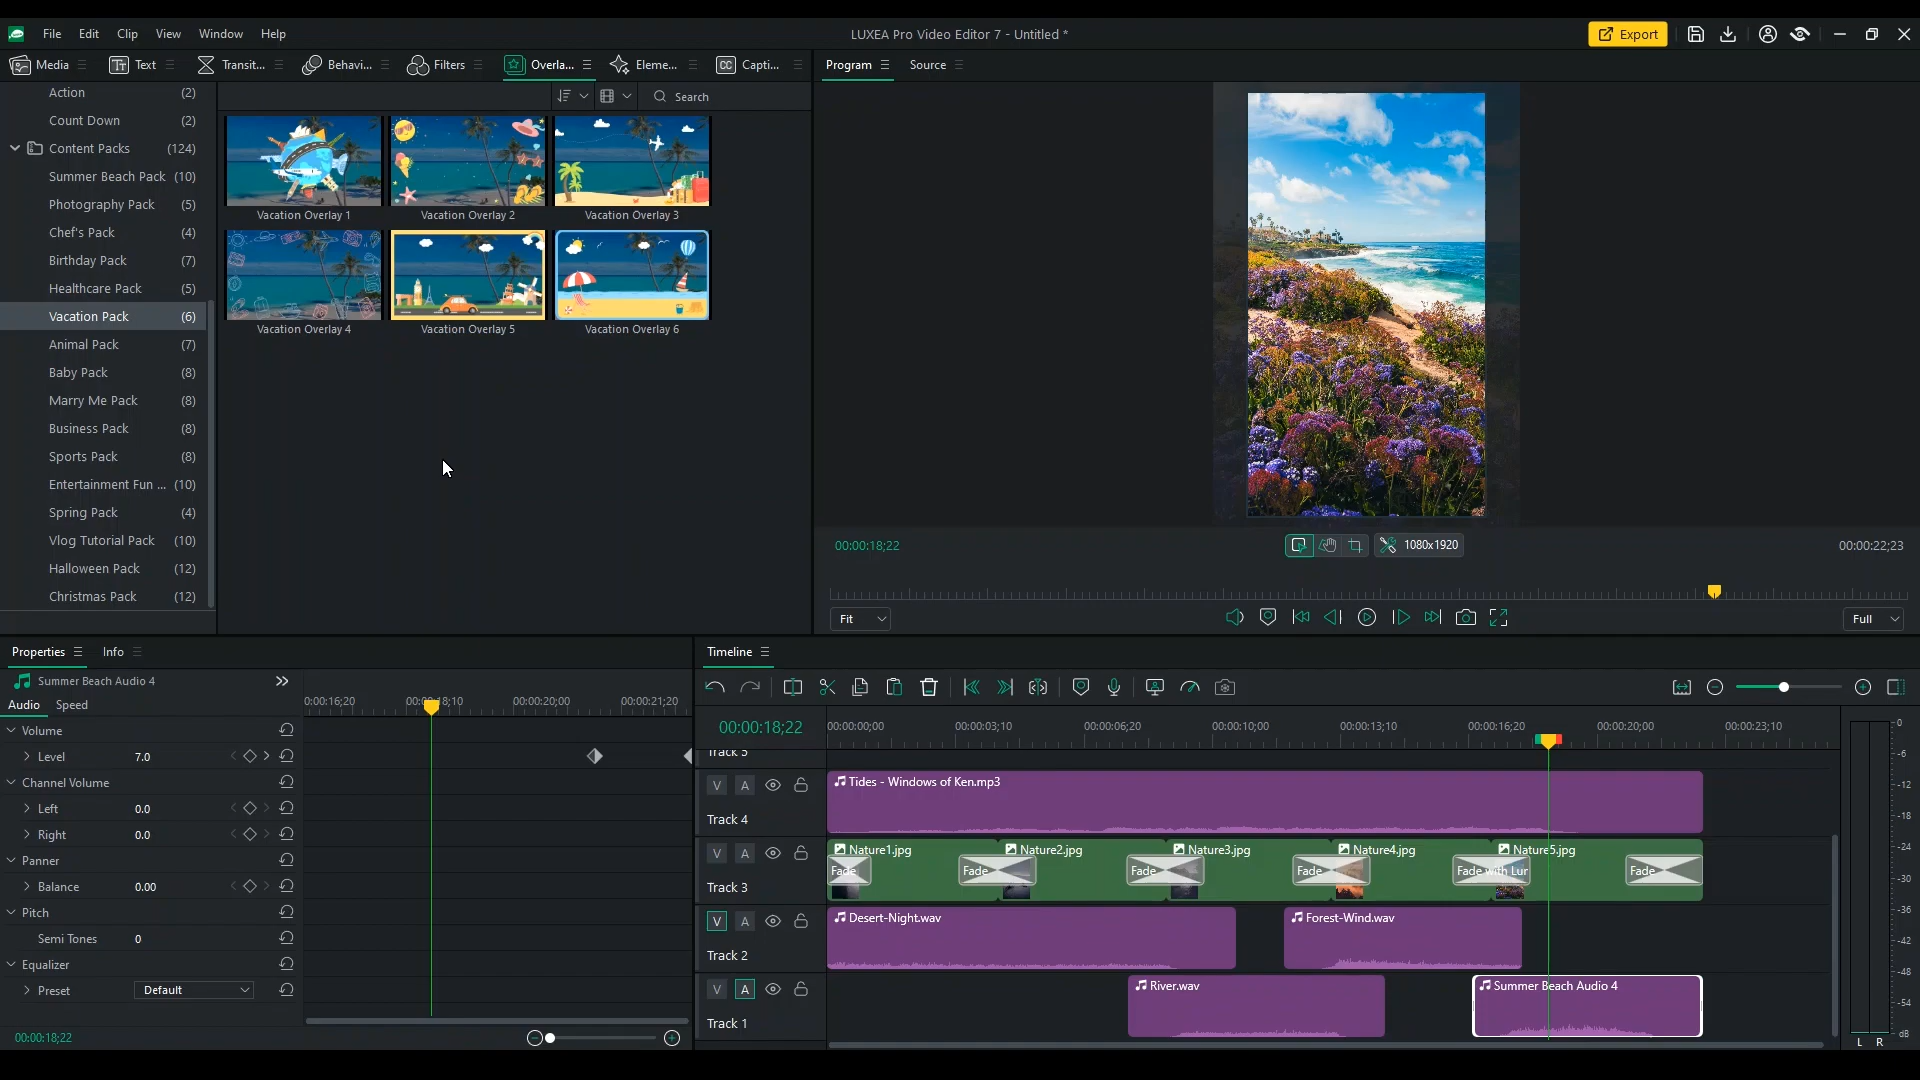 File Edit Clip View Window Help
LUXEA Pro Video Editor 7 - Untitled *
Export
Media Text Transit... Behavi... Filters Overla... Eleme... CC Capti...
Program Source
Action (2)
Count Down (2)
Content Packs (124)
Summer Beach Pack (10)
Photography Pack (5)
Chef's Pack (4)
Birthday Pack (7)
Healthcare Pack (5)
Vacation Pack (6)
Animal Pack (7)
Baby Pack (8)
Marry Me Pack (8)
Business Pack (8)
Sports Pack (8)
Entertainment Fun ... (10)
Spring Pack (4)
Vlog Tutorial Pack (10)
Halloween Pack (12)
Christmas Pack (12)
Search
Vacation Overlay 1 Vacation Overlay 2 Vacation Overlay 3
Vacation Overlay 4 Vacation Overlay 5 Vacation Overlay 6
00:00:18;22 1080x1920 00:00:22;23
Fit Full
Properties Info
Summer Beach Audio 4
Audio Speed
0:00:16;20 00:00:18;10 00:00:20;00 00:00:21;20
Volume
Level 7.0
Channel Volume
Left 0.0
Right 0.0
Panner
Balance 0.00
Pitch
Semi Tones 0
Equalizer
Preset Default
00:00:18;22
Timeline
00:00:18;22
00:00:00;00 00:00:03;10 00:00:06;20 00:00:10;00 00:00:13;10 00:00:16;20 00:00:20;00 00:00:23;10
Track 5
V A Tides - Windows of Ken.mp3
Track 4
V A Nature1.jpg Nature2.jpg Nature3.jpg Nature4.jpg Nature5.jpg
Fade Fade Fade Fade Fade with Lur Fade
Track 3
V A Desert-Night.wav Forest-Wind.wav
Track 2
V A River.wav Summer Beach Audio 4
Track 1
0
-6
-12
-18
-24
-30
-36
-42
-48
-54
dB
L R